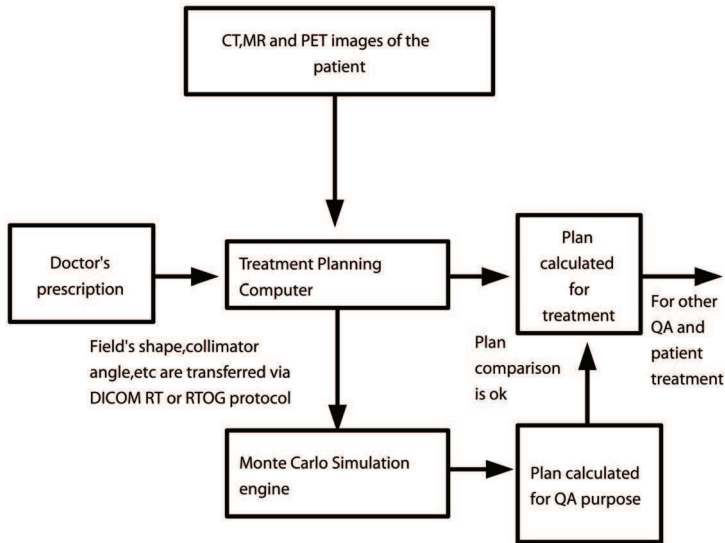 CT,MR and PET images of the
patient
Doctor's
prescription
Treatment Planning
Computer
Plan
calculated
for
treatment
For other
QA and
patient
treatment
Field's shape,collimator
angle,etc are transferred via
DICOM RT or RTOG protocol
Plan
comparison
is ok
Monte Carlo Simulation
engine
Plan calculated
for QA purpose